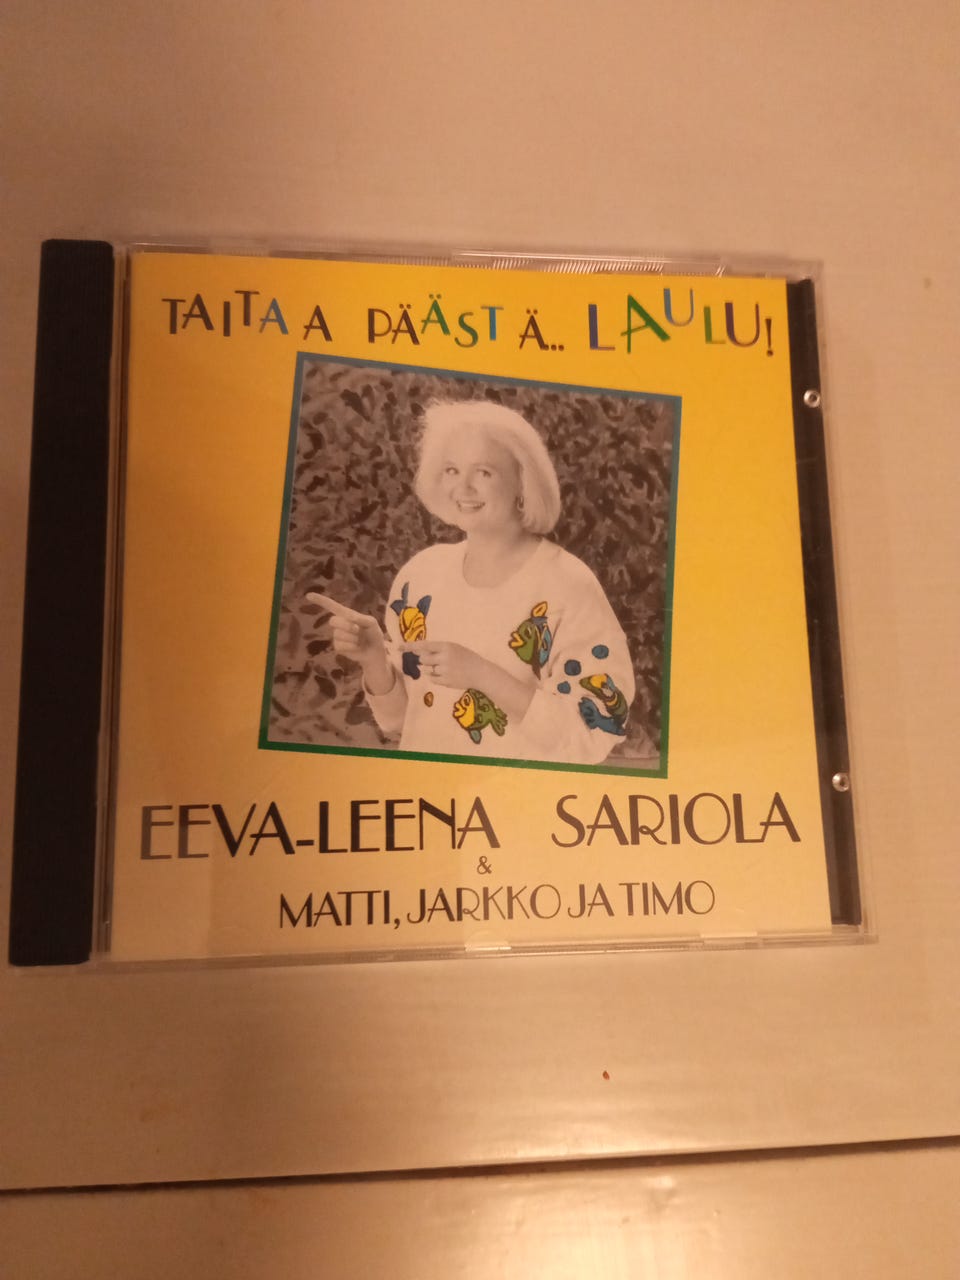 TAITAA PÄÄSTÄ... LAULU!
EEVA-LEENA SARIOLA
&
MATTI, JARKKO JA TIMO